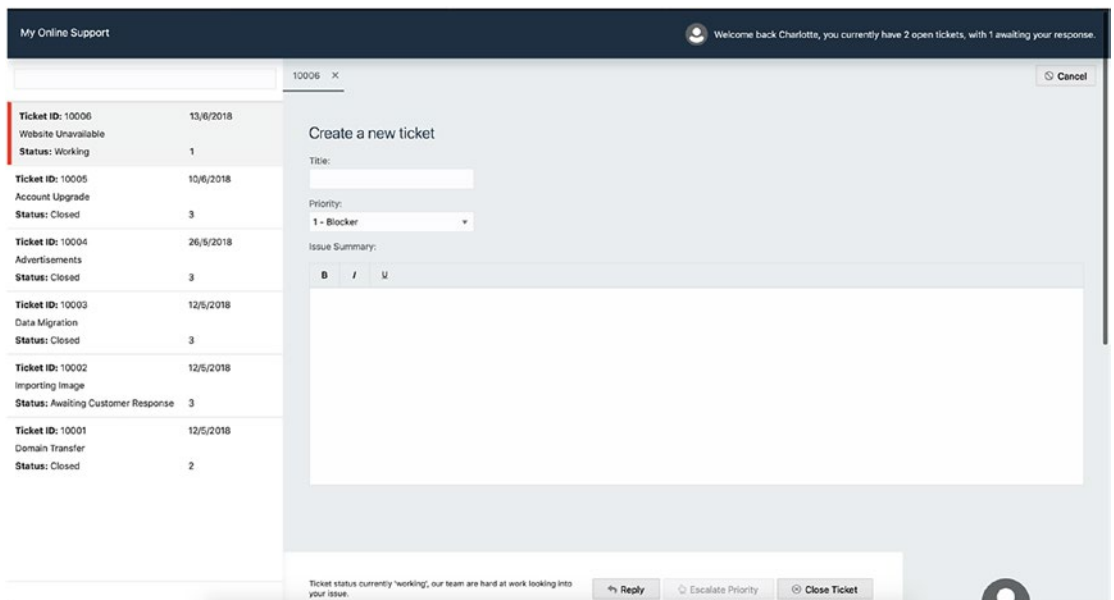 My Online Support
Welcome back Charlotte, you currently have 2 open tickets, with 1 awaiting your response.
10006 ×
Cancel
Ticket ID: 10006 13/6/2018
Website Unavailable
Status: Working 1
Ticket ID: 10005 10/6/2018
Account Upgrade
Status: Closed 3
Ticket ID: 10004 26/5/2018
Advertisements
Status: Closed 3
Ticket ID: 10003 12/5/2018
Data Migration
Status: Closed 3
Ticket ID: 10002 12/5/2018
Importing Image
Status: Awaiting Customer Response 3
Ticket ID: 10001 12/5/2018
Domain Transfer
Status: Closed 2
Create a new ticket
Title:
Priority:
1 - Blocker
Issue Summary:
B I U
Ticket status currently 'working', our team are hard at work looking into
your issue.
Reply
Escalate Priority
Close Ticket